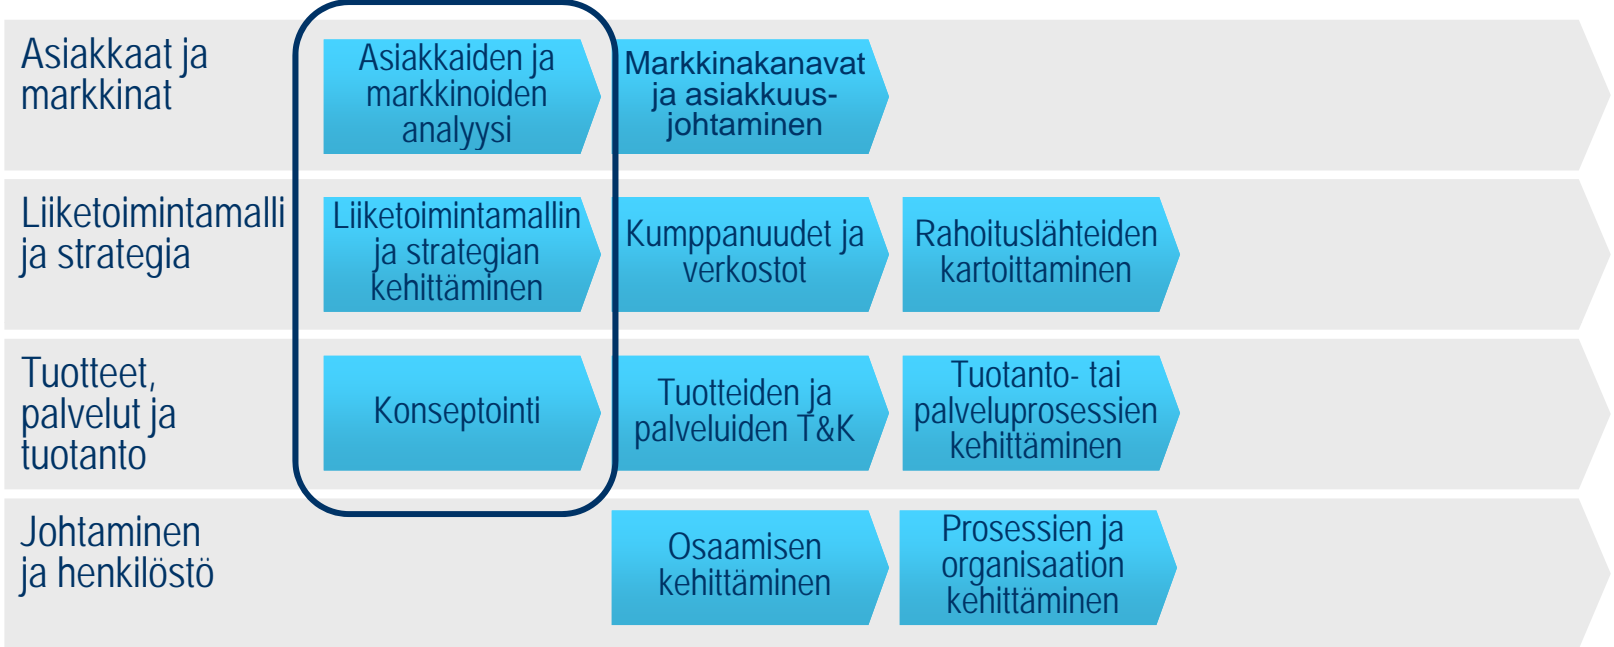 Asiakkaat ja
markkinat
Asiakkaiden ja
markkinoiden
analyysi
Markkinakanavat
ja asiakkuus-
johtaminen
Liiketoimintamalli
ja strategia
Liiketoimintamallin
ja strategian
kehittäminen
Kumppanuudet ja
verkostot
Rahoituslähteiden
kartoittaminen
Tuotteet,
palvelut ja
tuotanto
Konseptointi
Tuotteiden ja
palveluiden T&K
Tuotanto- tai
palveluprosessien
kehittäminen
Johtaminen
ja henkilöstö
Osaamisen
kehittäminen
Prosessien ja
organisaation
kehittäminen